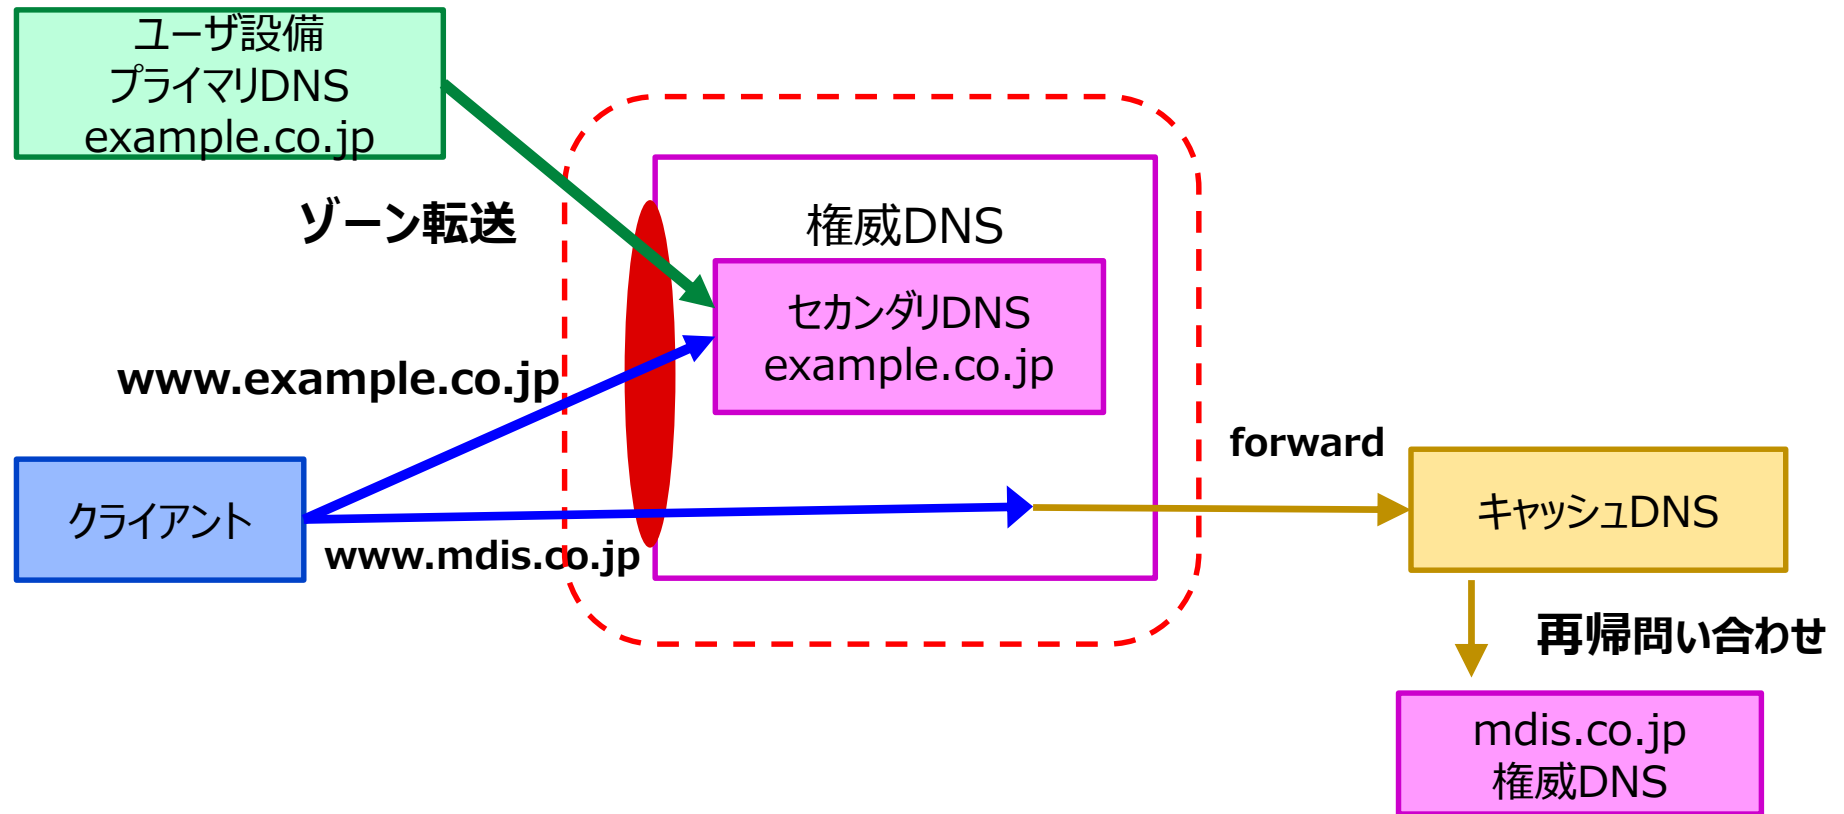 ユーザ設備
プライマリDNS
example.co.jp
ゾーン転送
権威DNS
セカンダリDNS
example.co.jp
www.example.co.jp
forward
クライアント
キャッシュDNS
www.mdis.co.jp
再帰問い合わせ
mdis.co.jp
権威DNS